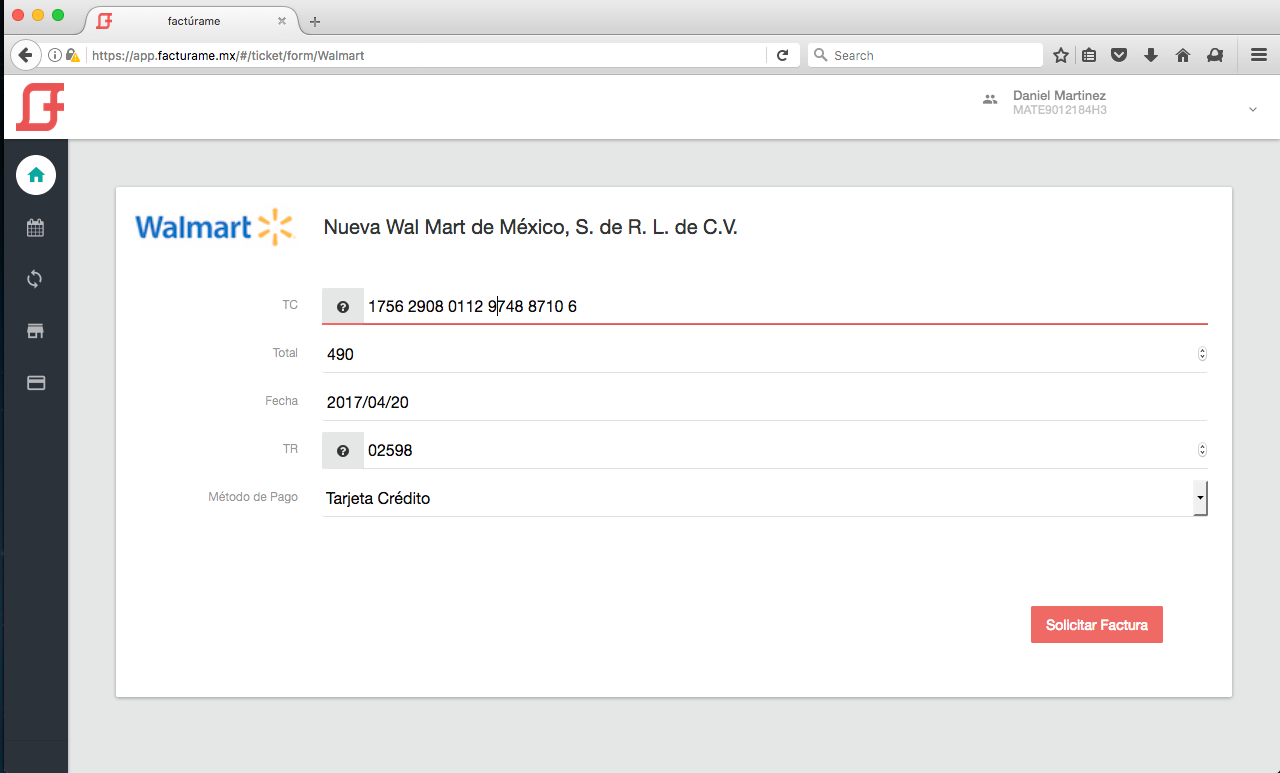 factúrame
https://app.facturame.mx/#/ticket/form/Walmart
Search
Daniel Martinez
MATE9012184H3
Walmart
Nueva Wal Mart de México, S. de R. L. de C.V.
TC 1756 2908 0112 9748 8710 6
Total 490
Fecha 2017/04/20
TR 02598
Método de Pago Tarjeta Crédito
Solicitar Factura